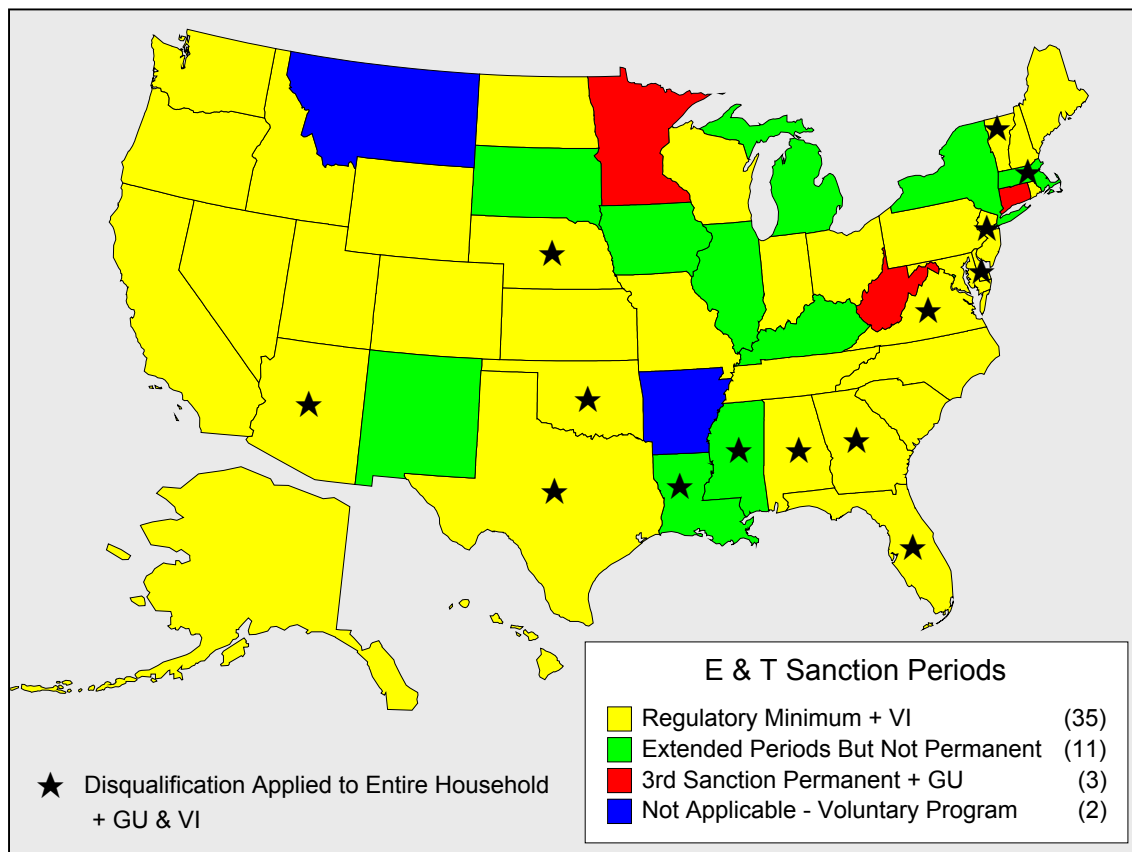 E & T Sanction Periods
Regulatory Minimum + VI (35)
Extended Periods But Not Permanent (11)
3rd Sanction Permanent + GU (3)
Not Applicable - Voluntary Program (2)
Disqualification Applied to Entire Household
+ GU & VI